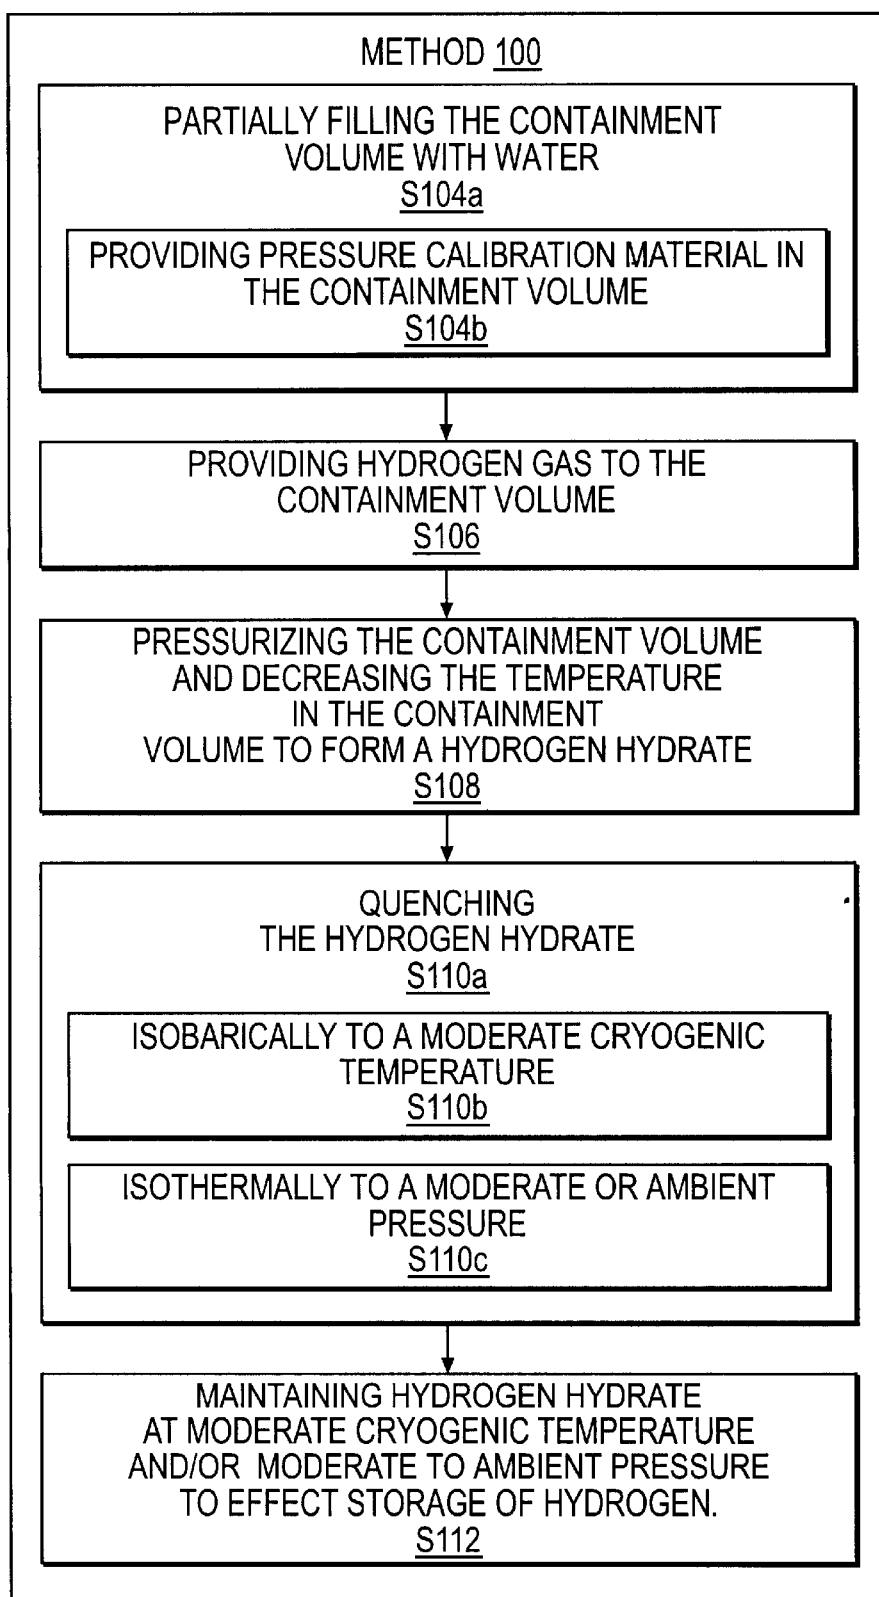 METHOD 100
PARTIALLY FILLING THE CONTAINMENT
VOLUME WITH WATER
S104a
PROVIDING PRESSURE CALIBRATION MATERIAL IN
THE CONTAINMENT VOLUME
S104b
PROVIDING HYDROGEN GAS TO THE
CONTAINMENT VOLUME
S106
PRESSURIZING THE CONTAINMENT VOLUME
AND DECREASING THE TEMPERATURE
IN THE CONTAINMENT
VOLUME TO FORM A HYDROGEN HYDRATE
S108
QUENCHING
THE HYDROGEN HYDRATE
S110a
ISOBARICALLY TO A MODERATE CRYOGENIC
TEMPERATURE
S110b
ISOTHERMALLY TO A MODERATE OR AMBIENT
PRESSURE
S110c
MAINTAINING HYDROGEN HYDRATE
AT MODERATE CRYOGENIC TEMPERATURE
AND/OR MODERATE TO AMBIENT PRESSURE
TO EFFECT STORAGE OF HYDROGEN.
S112